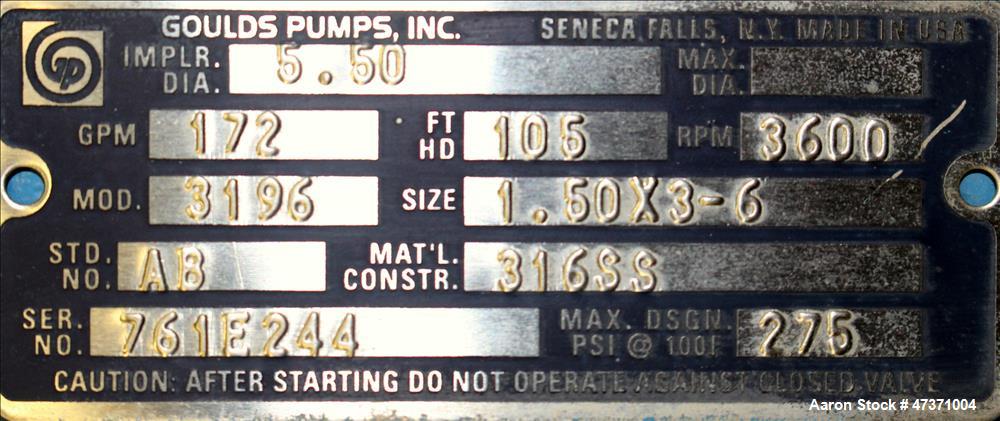 GOULDS PUMPS, INC. SENECA FALLS, N.Y. MADE IN USA
IMPLR. DIA. 5.50 MAX. DIA.
GPM 172 FT HD 105 RPM 3600
MOD. 3196 SIZE 1.50X3-6
STD. NO. AB MAT'L. CONSTR. 316SS
SER. NO. 761E244 MAX. DSGN. PSI @ 100F 275
CAUTION: AFTER STARTING DO NOT OPERATE AGAINST CLOSED VALVE
Aaron Stock # 47371004